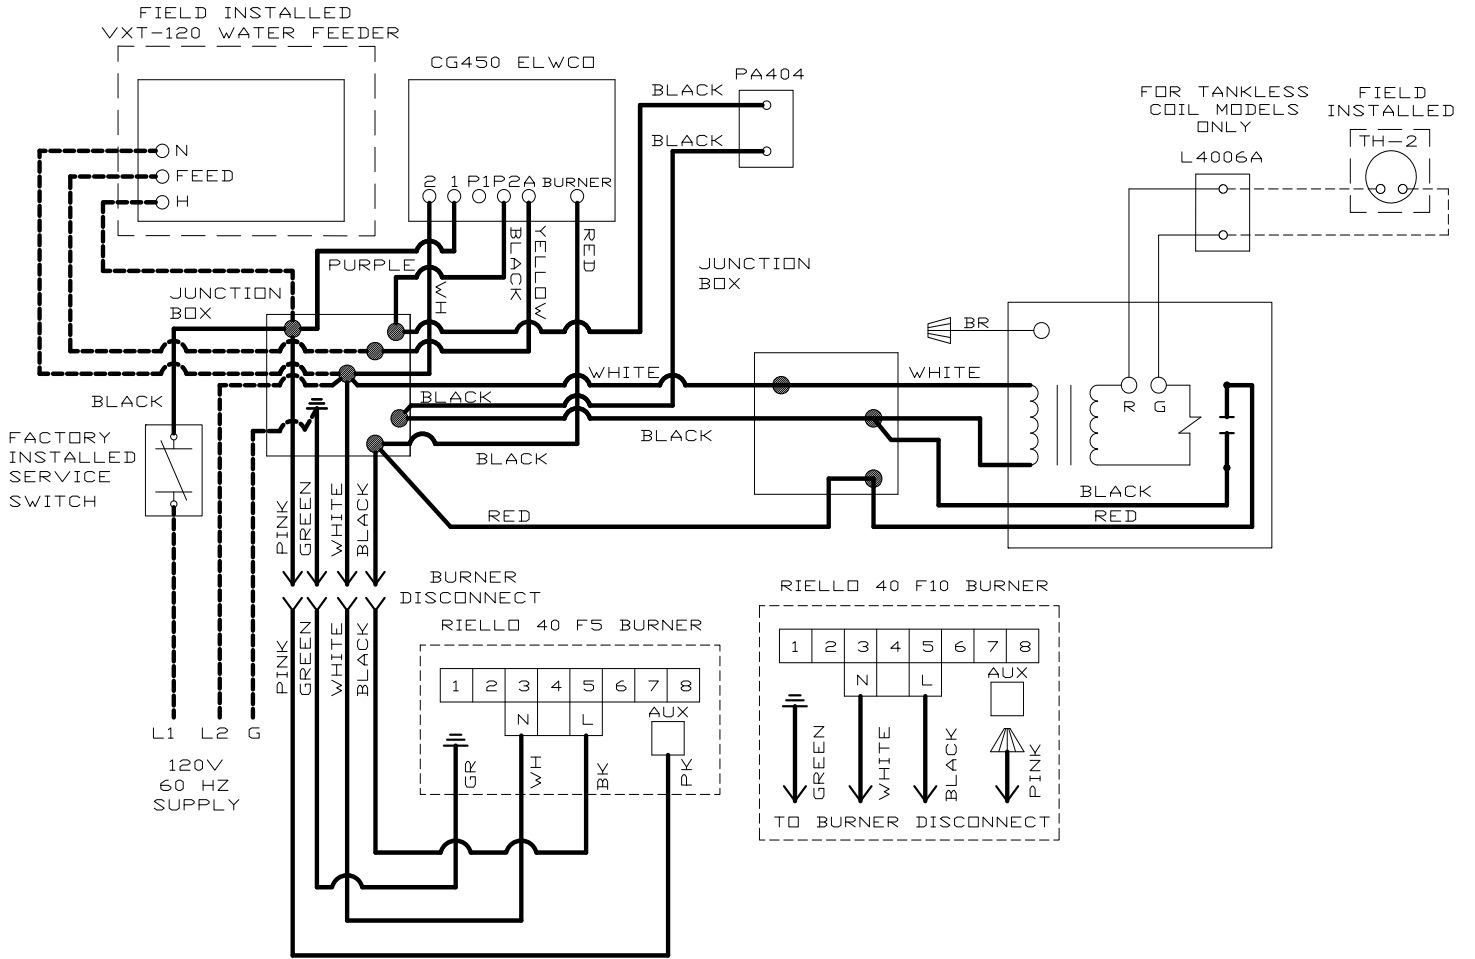 FIELD INSTALLED
VXT-120 WATER FEEDER
N
FEED
H
CG450 ELWCO
2 1 P1 P2 A BURNER
PURPLE
WH
BLACK
YELLOW
RED
BLACK
BLACK
PA404
JUNCTION
BOX
FOR TANKLESS
COIL MODELS
ONLY
L4006A
FIELD
INSTALLED
TH-2
JUNCTION
BOX
BLACK
FACTORY
INSTALLED
SERVICE
SWITCH
WHITE
BLACK
BLACK
BLACK
RED
BR
WHITE
R G
BLACK
RED
PINK
GREEN
WHITE
BLACK
BURNER
DISCONNECT
PINK
GREEN
WHITE
BLACK
L1 L2 G
120V
60 HZ
SUPPLY
RIELLO 40 F5 BURNER
1 2 3 4 5 6 7 8
N L
AUX
GR
WH
BK
PK
RIELLO 40 F10 BURNER
1 2 3 4 5 6 7 8
N L
AUX
GREEN
WHITE
BLACK
PINK
TO BURNER DISCONNECT